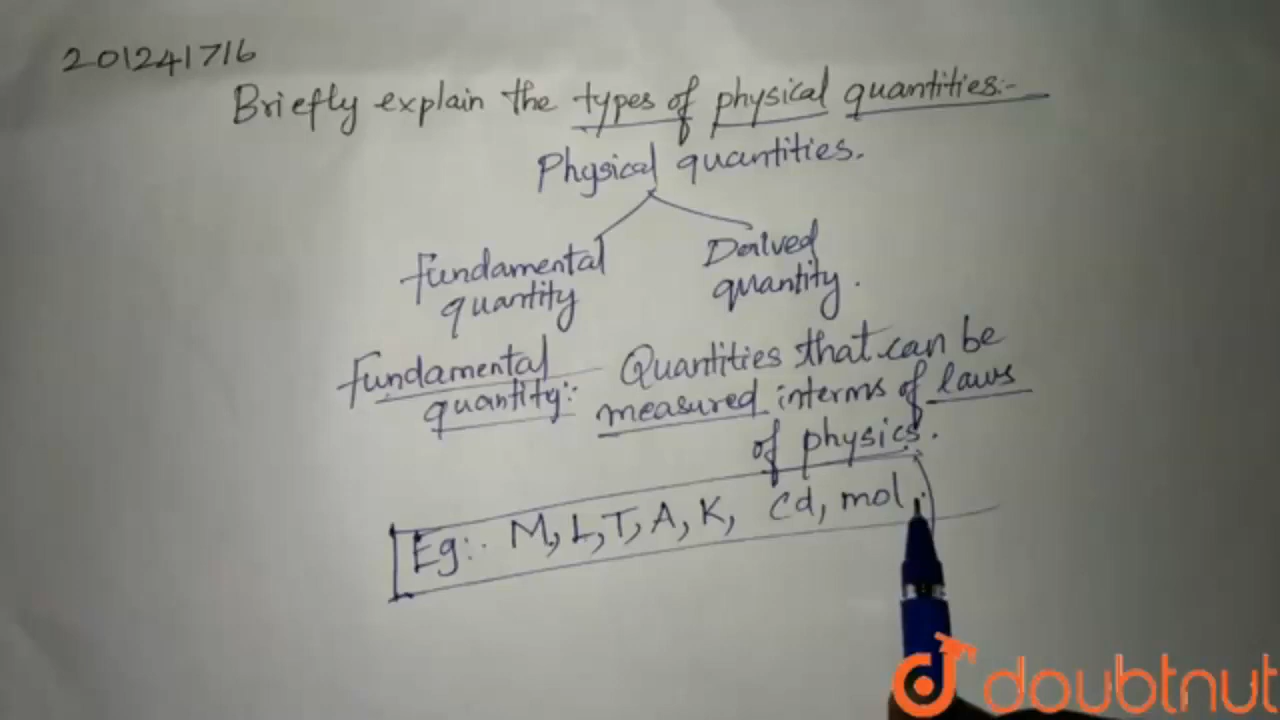 201241716
Briefly explain the types of physical quantities:-
Physical quantities.
Fundamental quantity
Derived quantity.
Fundamental quantity:
Quantities that can be
measured interms of laws
of physics.
Eg:. M, L, T, A, K, Cd, mol.
doubtnut